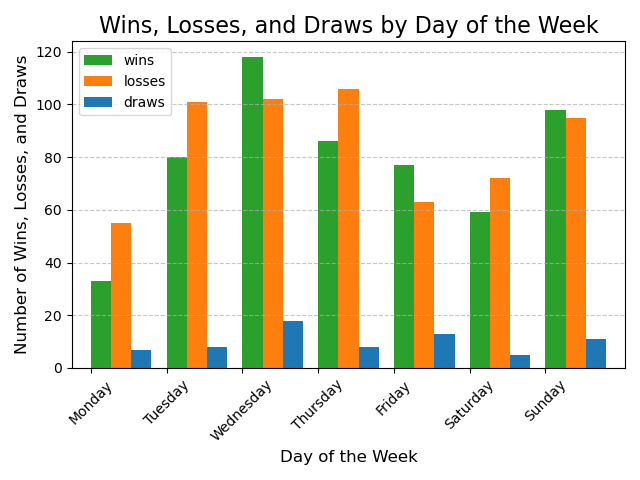 Wins, Losses, and Draws by Day of the Week
wins
losses
draws
Number of Wins, Losses, and Draws
120
100
80
60
40
20
0
Monday
Tuesday
Wednesday
Thursday
Friday
Saturday
Sunday
Day of the Week